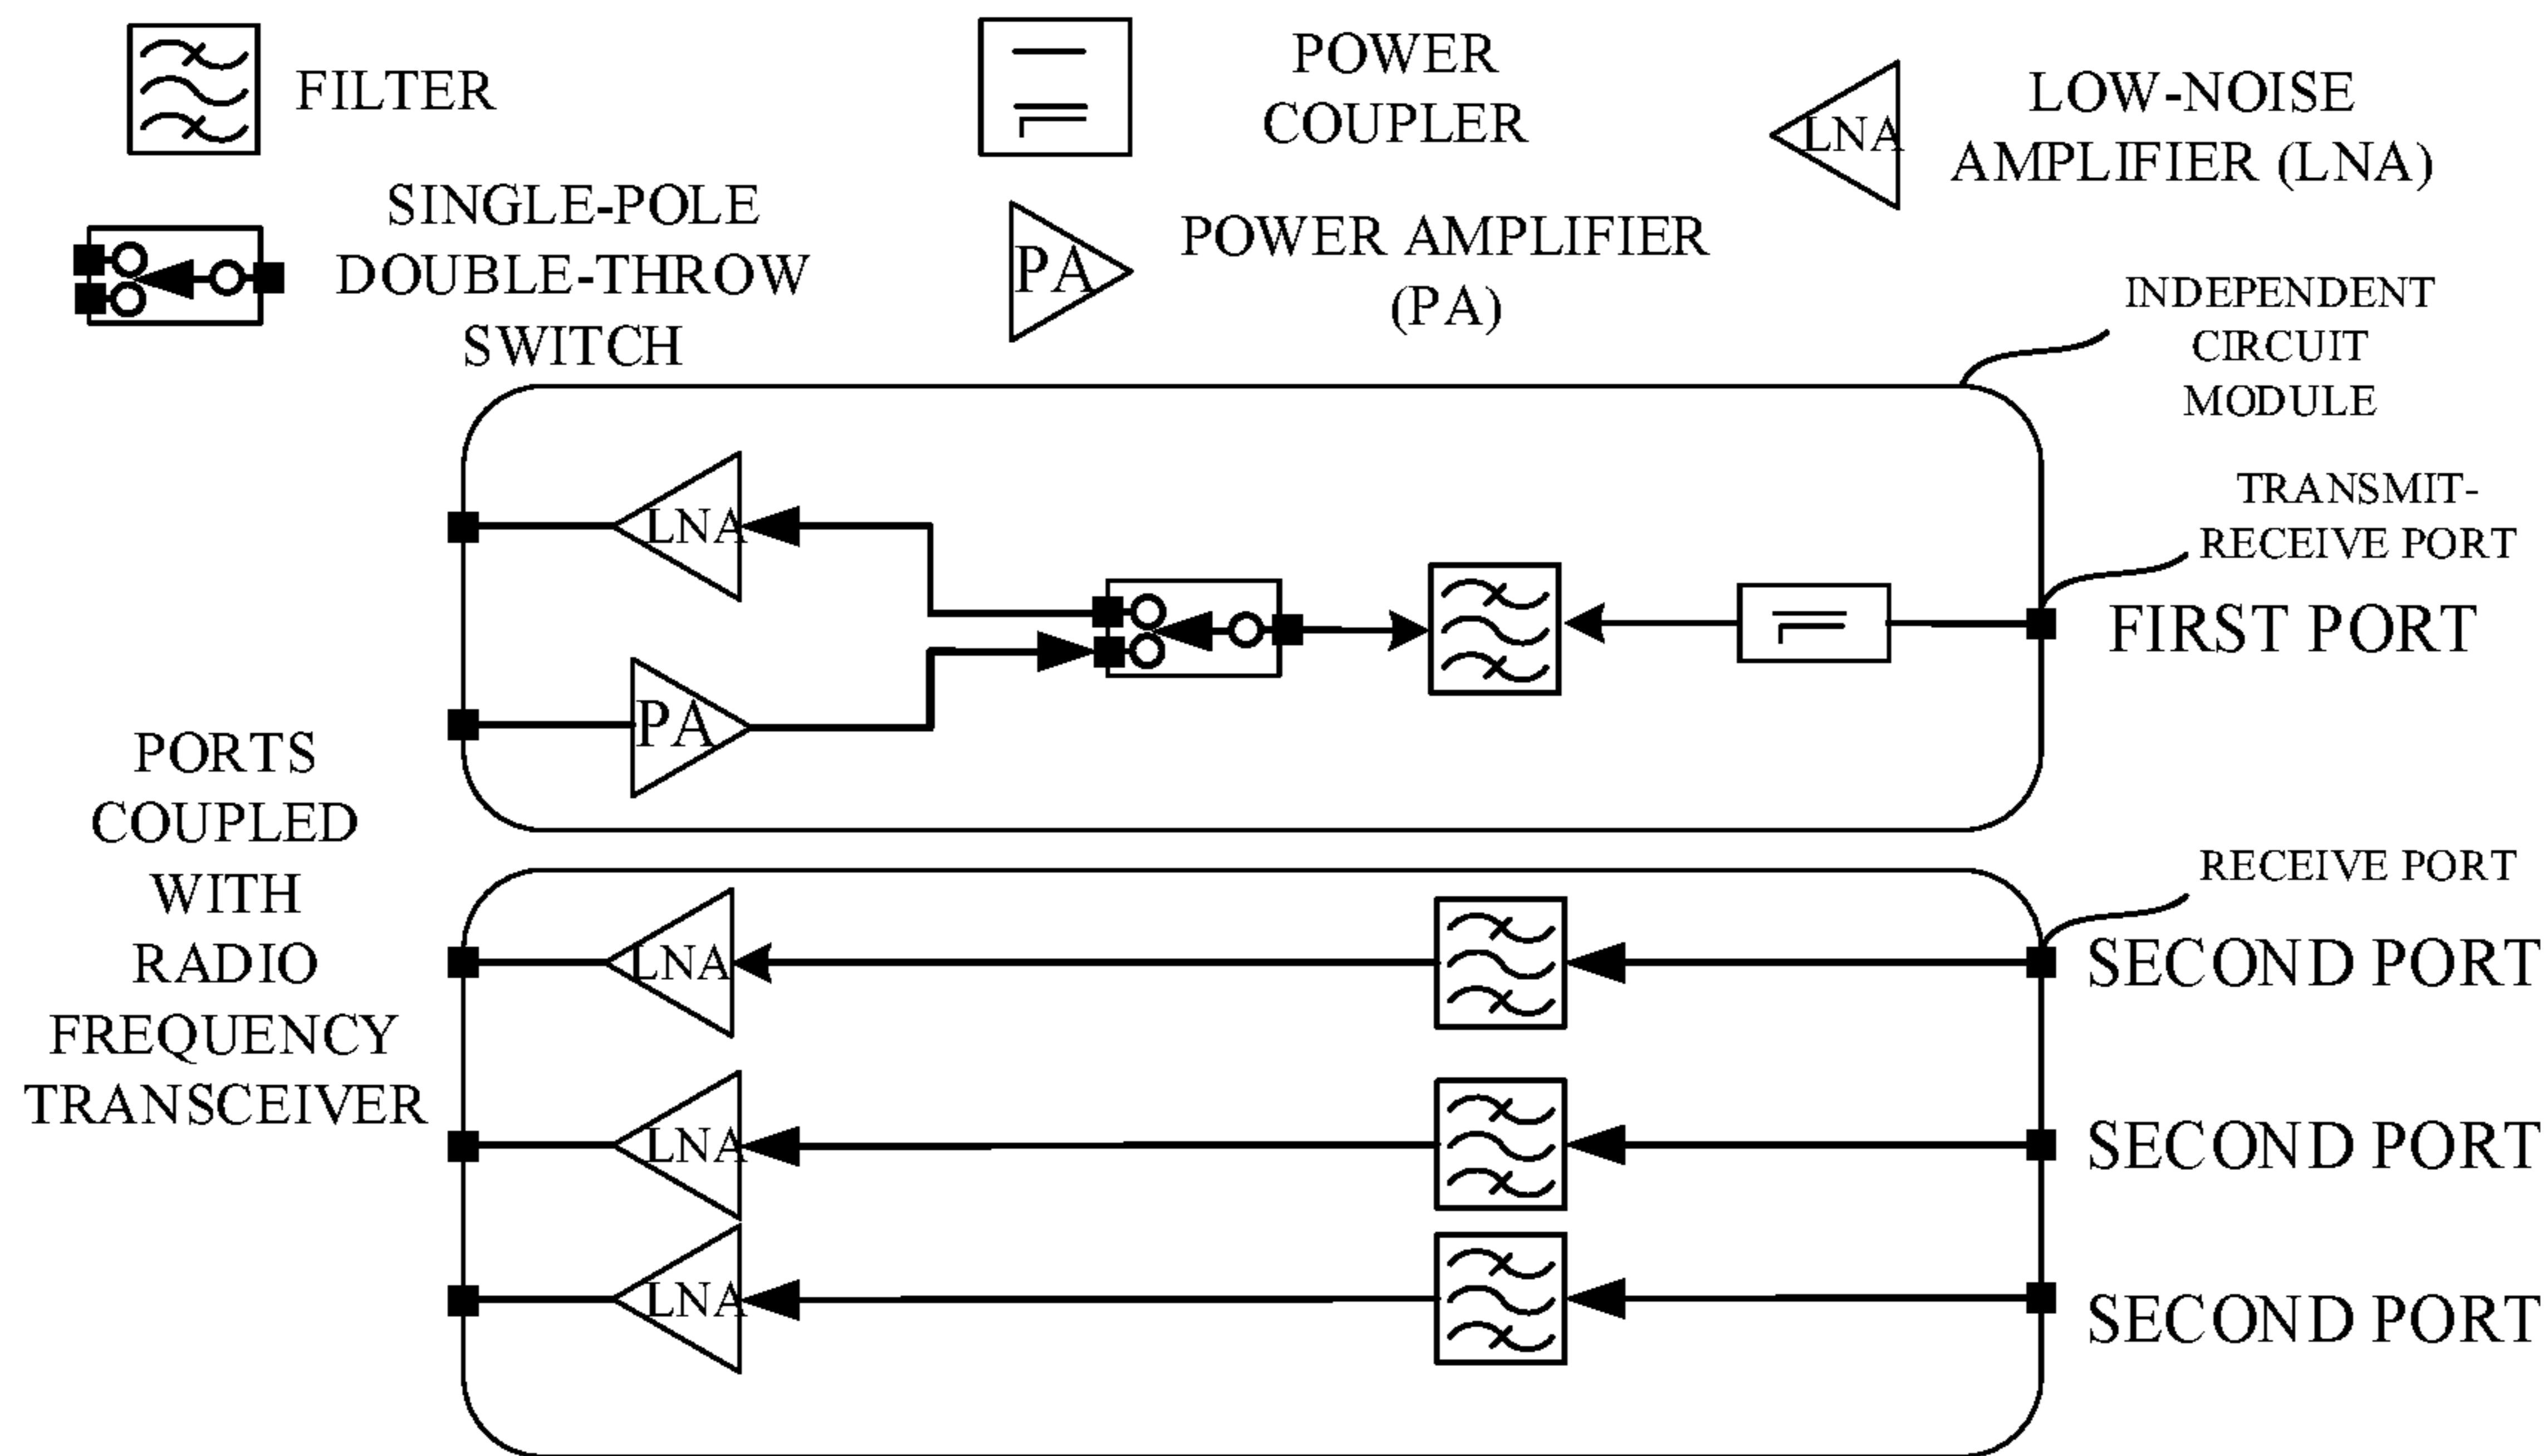 FILTER
SINGLE-POLE
DOUBLE-THROW
SWITCH
POWER
COUPLER
POWER AMPLIFIER
(PA)
PA
LNA
LOW-NOISE
AMPLIFIER (LNA)
INDEPENDENT
CIRCUIT
MODULE
TRANSMIT-
RECEIVE PORT
FIRST PORT
LNA
PA
PORTS
COUPLED
WITH
RADIO
FREQUENCY
TRANSCEIVER
RECEIVE PORT
LNA
SECOND PORT
LNA
SECOND PORT
LNA
SECOND PORT